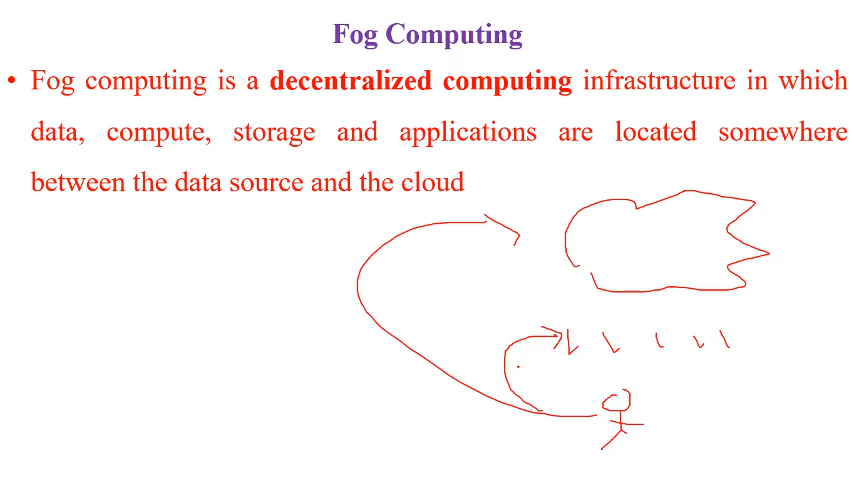 Fog Computing
• Fog computing is a decentralized computing infrastructure in which
data, compute, storage and applications are located somewhere
between the data source and the cloud